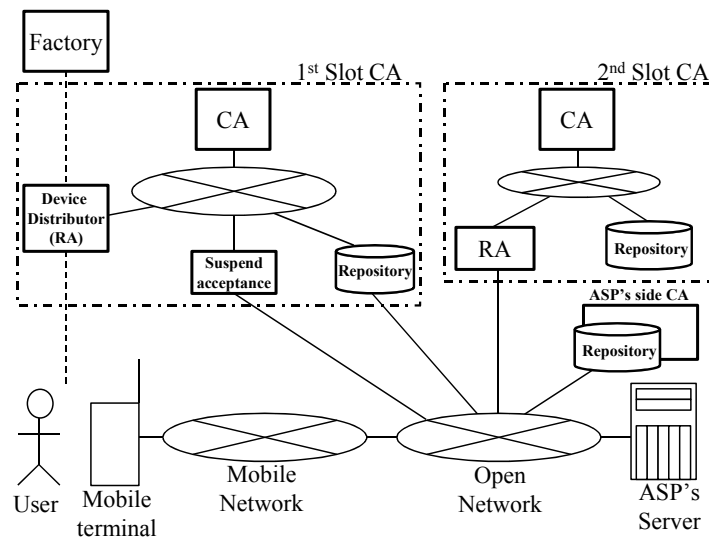 Factory
1st Slot CA
2nd Slot CA
CA
CA
Device
Distributor
(RA)
Suspend
acceptance
Repository
RA
Repository
ASP's side CA
Repository
User
Mobile
terminal
Mobile
Network
Open
Network
ASP's
Server